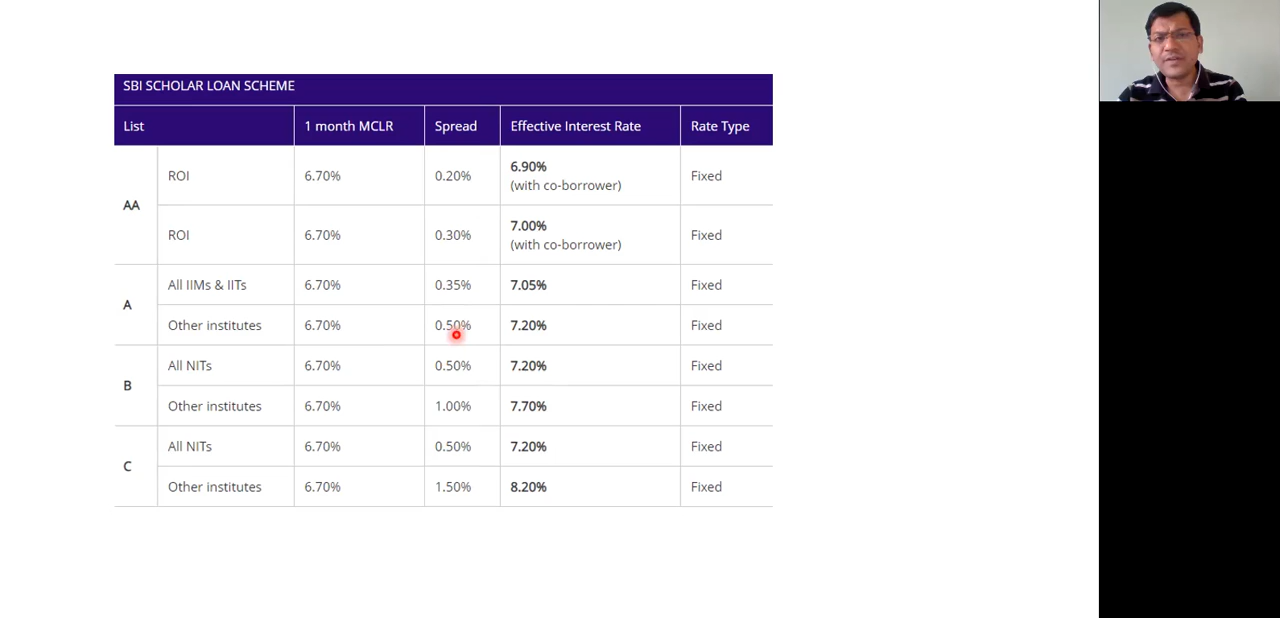 SBI SCHOLAR LOAN SCHEME
List 1 month MCLR Spread Effective Interest Rate Rate Type
AA
ROI 6.70% 0.20% 6.90% (with co-borrower) Fixed
ROI 6.70% 0.30% 7.00% (with co-borrower) Fixed
A
All IIMs & IITs 6.70% 0.35% 7.05% Fixed
Other institutes 6.70% 0.50% 7.20% Fixed
B
All NITs 6.70% 0.50% 7.20% Fixed
Other institutes 6.70% 1.00% 7.70% Fixed
C
All NITs 6.70% 0.50% 7.20% Fixed
Other institutes 6.70% 1.50% 8.20% Fixed